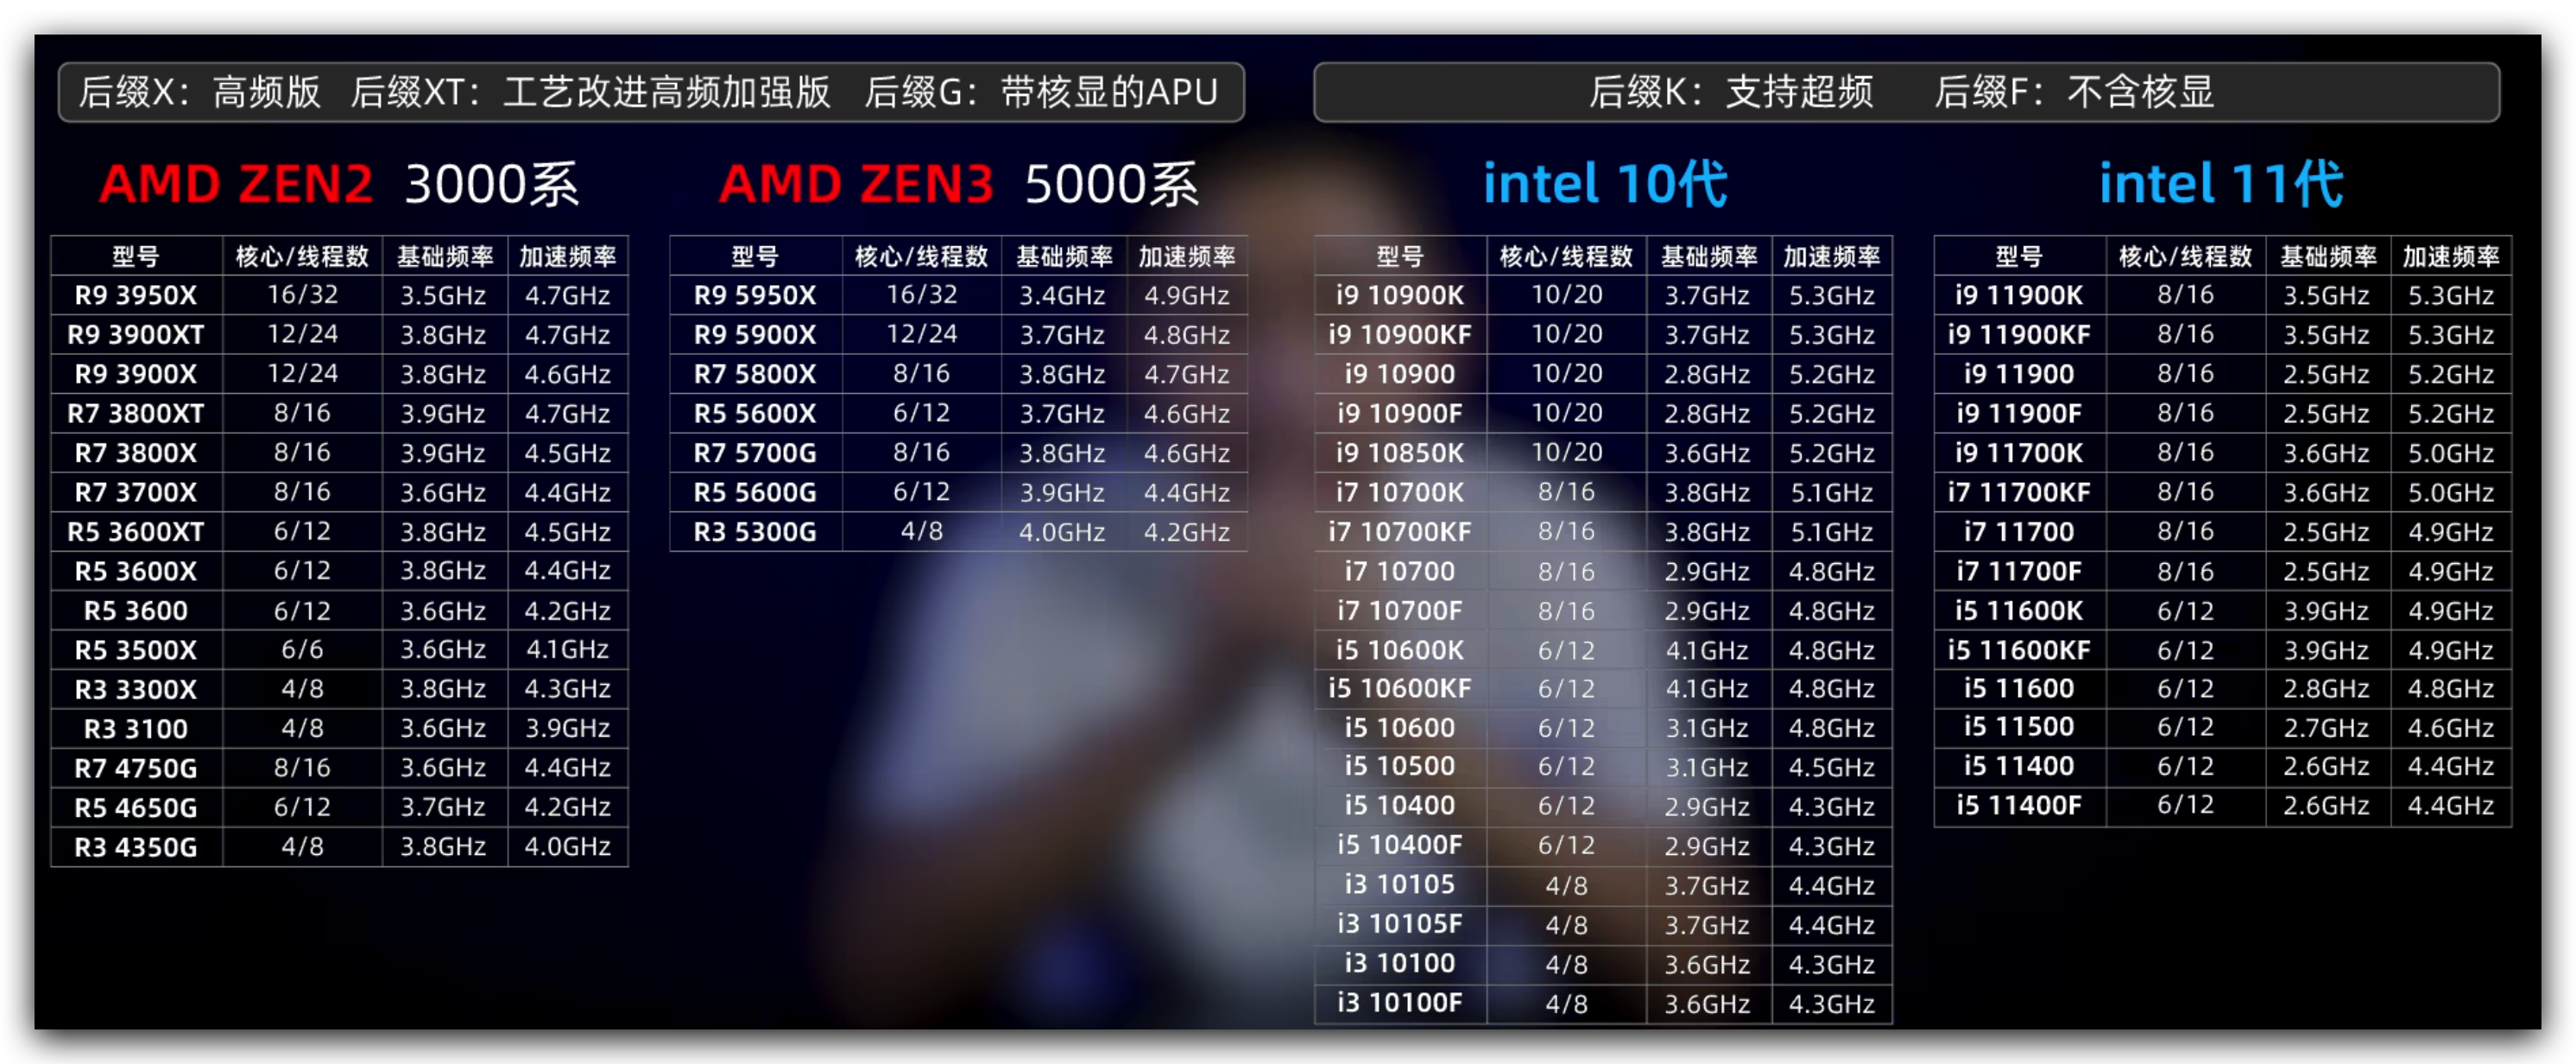 后缀X：高频版 后缀XT：工艺改进高频加强版 后缀G：带核显的APU
后缀K：支持超频 后缀F：不含核显
AMD ZEN2 3000系
型号 核心/线程数 基础频率 加速频率
R9 3950X 16/32 3.5GHz 4.7GHz
R9 3900XT 12/24 3.8GHz 4.7GHz
R9 3900X 12/24 3.8GHz 4.6GHz
R7 3800XT 8/16 3.9GHz 4.7GHz
R7 3800X 8/16 3.9GHz 4.5GHz
R7 3700X 8/16 3.6GHz 4.4GHz
R5 3600XT 6/12 3.8GHz 4.5GHz
R5 3600X 6/12 3.8GHz 4.4GHz
R5 3600 6/12 3.6GHz 4.2GHz
R5 3500X 6/6 3.6GHz 4.1GHz
R3 3300X 4/8 3.8GHz 4.3GHz
R3 3100 4/8 3.6GHz 3.9GHz
R7 4750G 8/16 3.6GHz 4.4GHz
R5 4650G 6/12 3.7GHz 4.2GHz
R3 4350G 4/8 3.8GHz 4.0GHz
AMD ZEN3 5000系
型号 核心/线程数 基础频率 加速频率
R9 5950X 16/32 3.4GHz 4.9GHz
R9 5900X 12/24 3.7GHz 4.8GHz
R7 5800X 8/16 3.8GHz 4.7GHz
R5 5600X 6/12 3.7GHz 4.6GHz
R7 5700G 8/16 3.8GHz 4.6GHz
R5 5600G 6/12 3.9GHz 4.4GHz
R3 5300G 4/8 4.0GHz 4.2GHz
intel 10代
型号 核心/线程数 基础频率 加速频率
i9 10900K 10/20 3.7GHz 5.3GHz
i9 10900KF 10/20 3.7GHz 5.3GHz
i9 10900 10/20 2.8GHz 5.2GHz
i9 10900F 10/20 2.8GHz 5.2GHz
i9 10850K 10/20 3.6GHz 5.2GHz
i7 10700K 8/16 3.8GHz 5.1GHz
i7 10700KF 8/16 3.8GHz 5.1GHz
i7 10700 8/16 2.9GHz 4.8GHz
i7 10700F 8/16 2.9GHz 4.8GHz
i5 10600K 6/12 4.1GHz 4.8GHz
i5 10600KF 6/12 4.1GHz 4.8GHz
i5 10600 6/12 3.1GHz 4.8GHz
i5 10500 6/12 3.1GHz 4.5GHz
i5 10400 6/12 2.9GHz 4.3GHz
i5 10400F 6/12 2.9GHz 4.3GHz
i3 10105 4/8 3.7GHz 4.4GHz
i3 10105F 4/8 3.7GHz 4.4GHz
i3 10100 4/8 3.6GHz 4.3GHz
i3 10100F 4/8 3.6GHz 4.3GHz
intel 11代
型号 核心/线程数 基础频率 加速频率
i9 11900K 8/16 3.5GHz 5.3GHz
i9 11900KF 8/16 3.5GHz 5.3GHz
i9 11900 8/16 2.5GHz 5.2GHz
i9 11900F 8/16 2.5GHz 5.2GHz
i9 11700K 8/16 3.6GHz 5.0GHz
i7 11700KF 8/16 3.6GHz 5.0GHz
i7 11700 8/16 2.5GHz 4.9GHz
i7 11700F 8/16 2.5GHz 4.9GHz
i5 11600K 6/12 3.9GHz 4.9GHz
i5 11600KF 6/12 3.9GHz 4.9GHz
i5 11600 6/12 2.8GHz 4.8GHz
i5 11500 6/12 2.7GHz 4.6GHz
i5 11400 6/12 2.6GHz 4.4GHz
i5 11400F 6/12 2.6GHz 4.4GHz